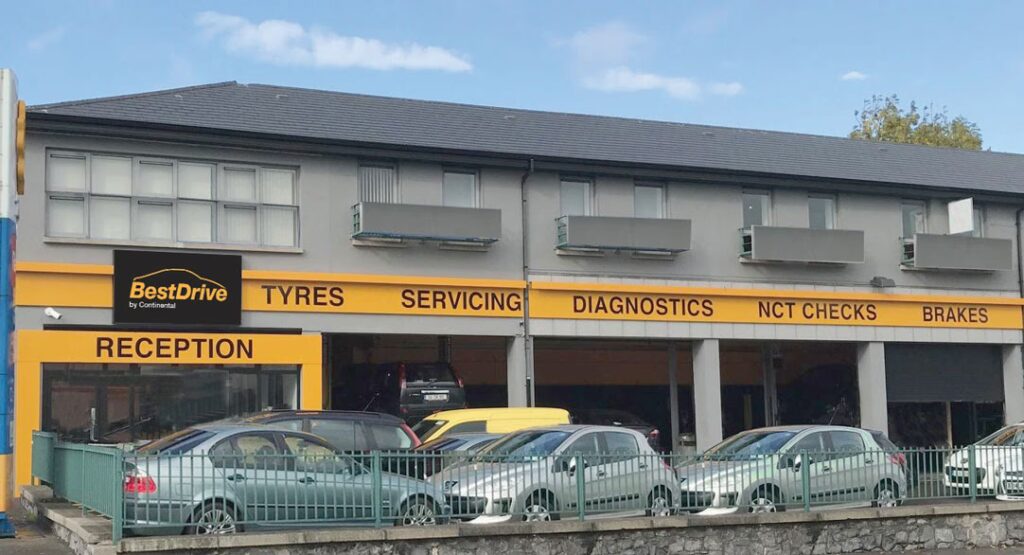 BestDrive
by Continental
TYRES SERVICING DIAGNOSTICS NCT CHECKS BRAKES
RECEPTION